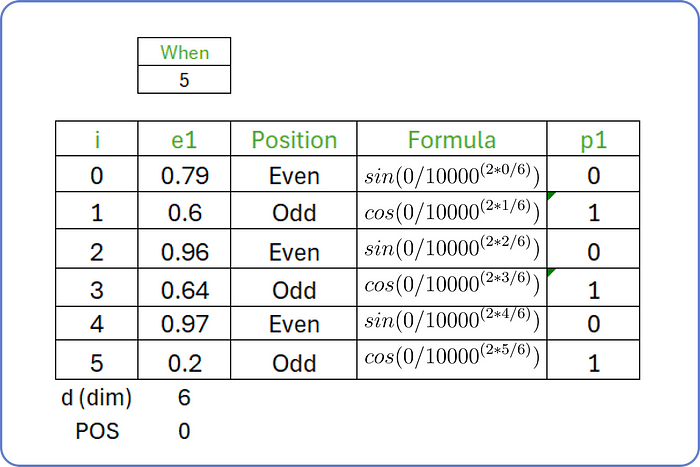 When
5
i e1 Position Formula p1
0 0.79 Even sin(0/10000^(2*0/6)) 0
1 0.6 Odd cos(0/10000^(2*1/6)) 1
2 0.96 Even sin(0/10000^(2*2/6)) 0
3 0.64 Odd cos(0/10000^(2*3/6)) 1
4 0.97 Even sin(0/10000^(2*4/6)) 0
5 0.2 Odd cos(0/10000^(2*5/6)) 1
d (dim) 6
POS 0